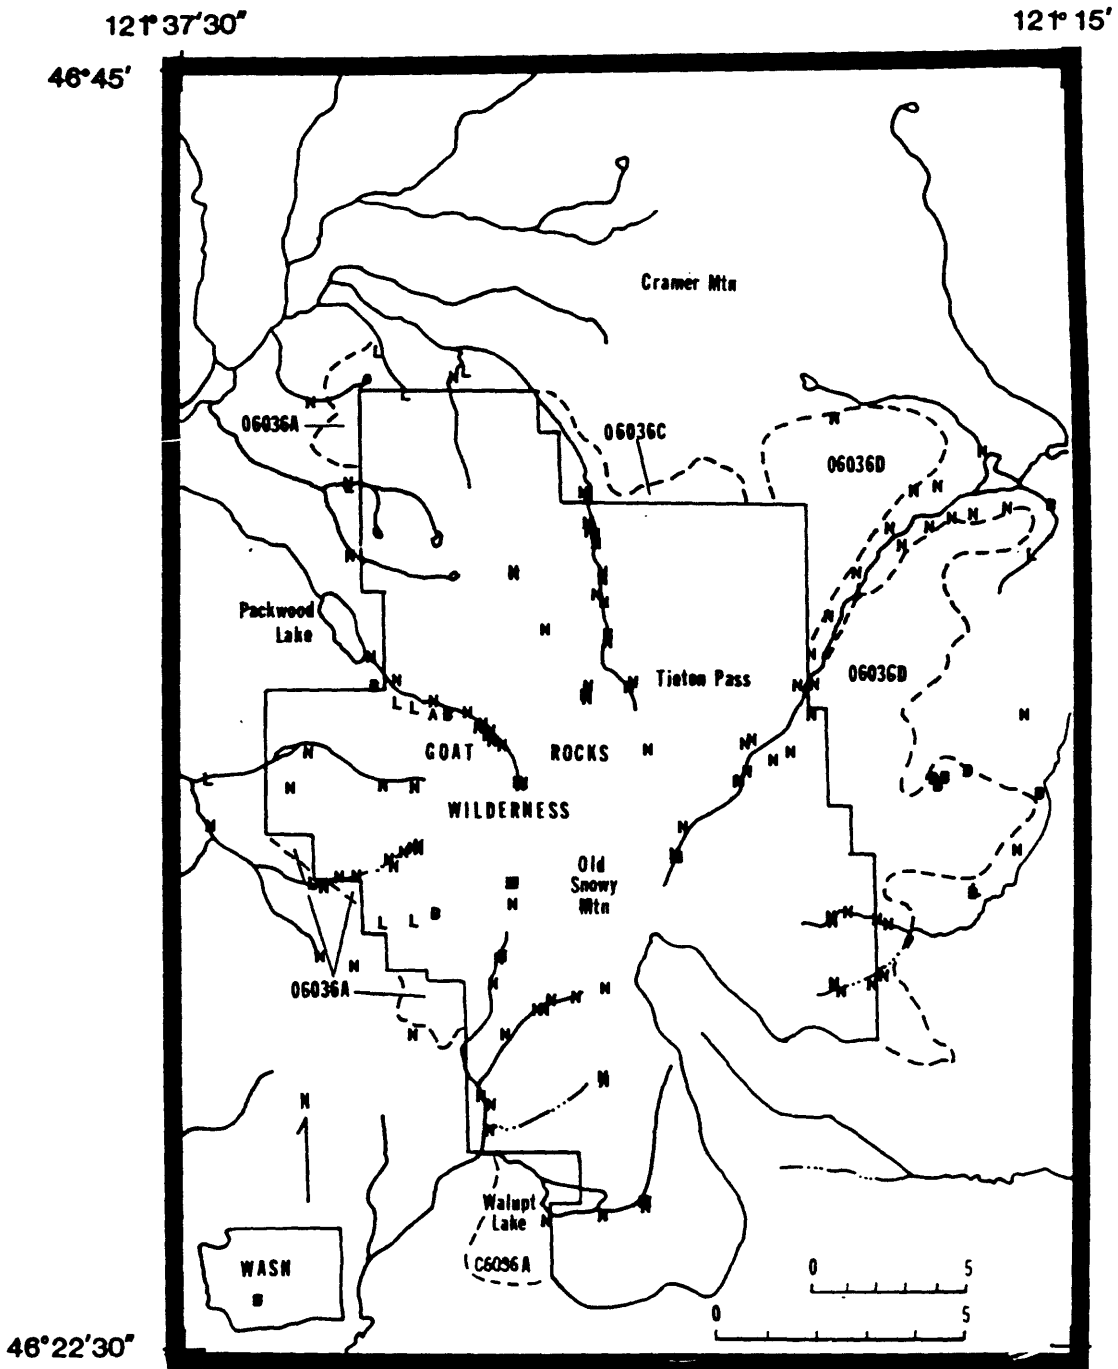 121°37'30"
121°15'
46°45'
Cramer Mtn
06036A
06036C
06036D
Packwood
Lake
Tieton Pass
06036D
GOAT ROCKS
WILDERNESS
Old
Snowy
Mtn
06036A
N
Walupt
Lake
C6036A
WASH
0 5
0 5
46°22'30"